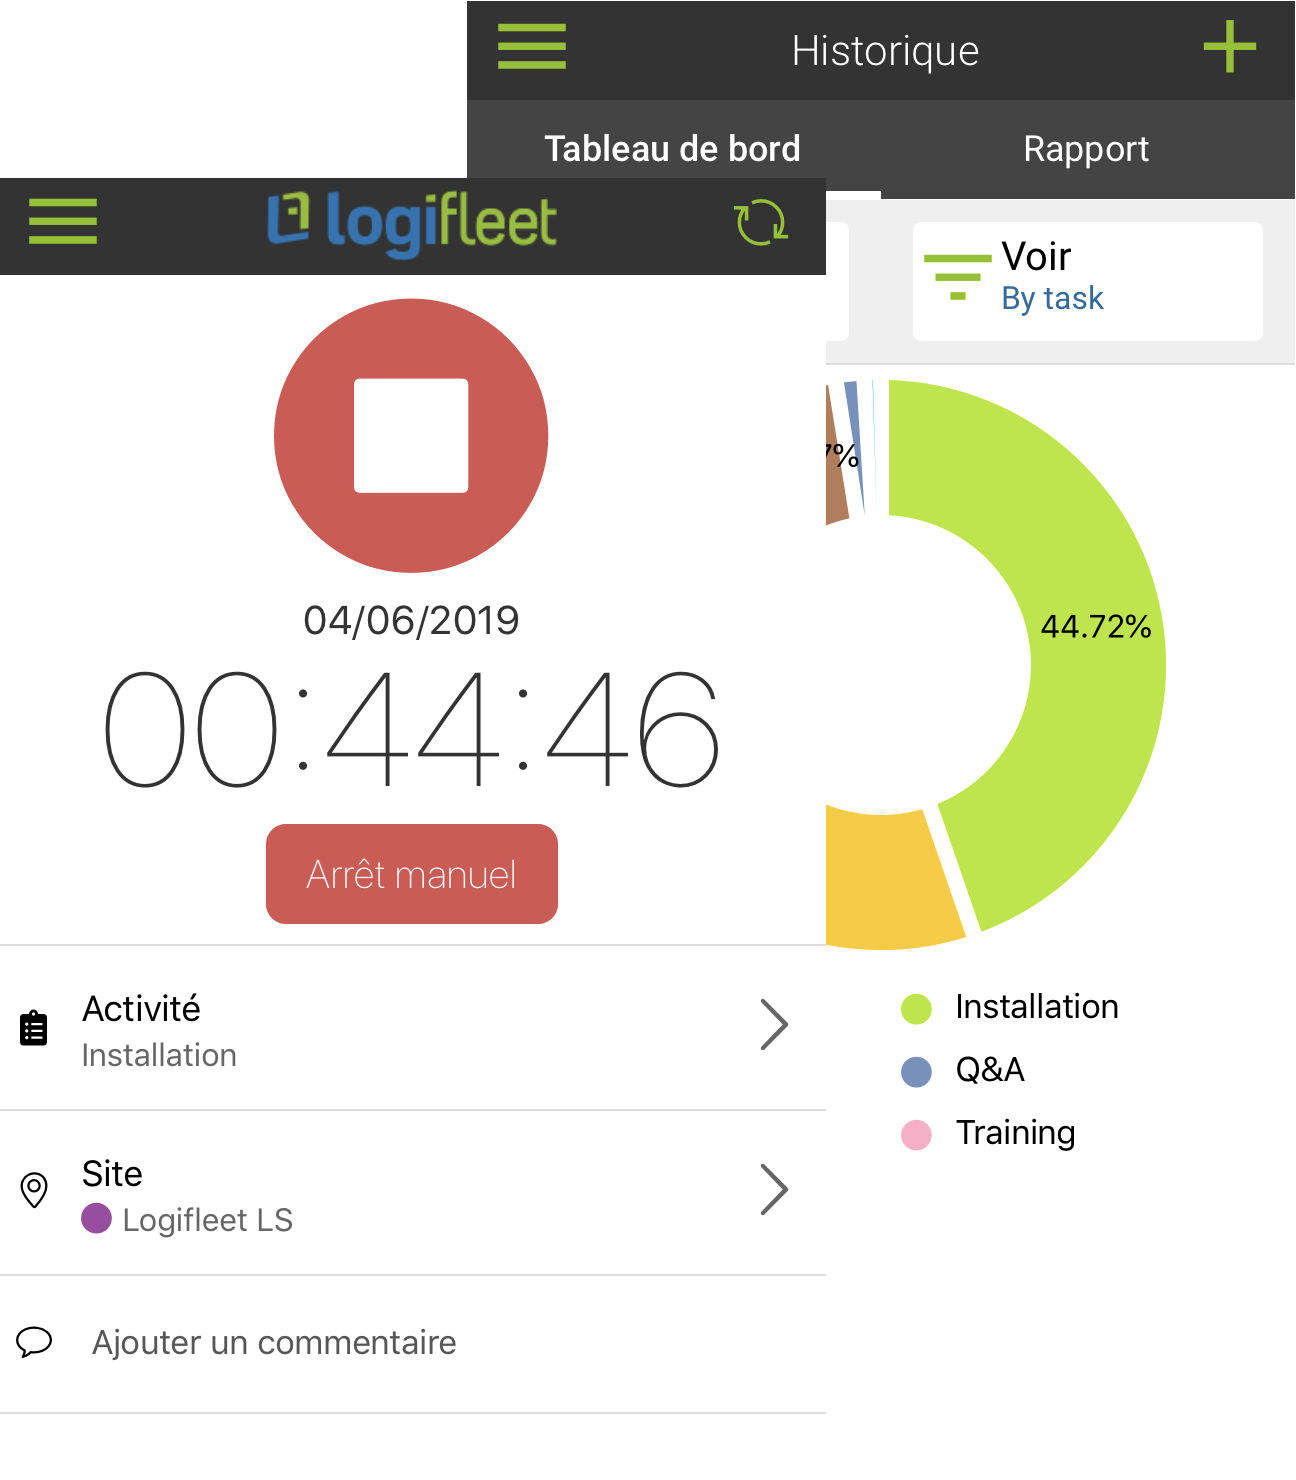 Historique
Tableau de bord
Rapport
Voir
By task
44.72%
Installation
Q&A
Training
logifleet
04/06/2019
00:44:46
Arrêt manuel
Activité
Installation
Site
Logifleet LS
Ajouter un commentaire